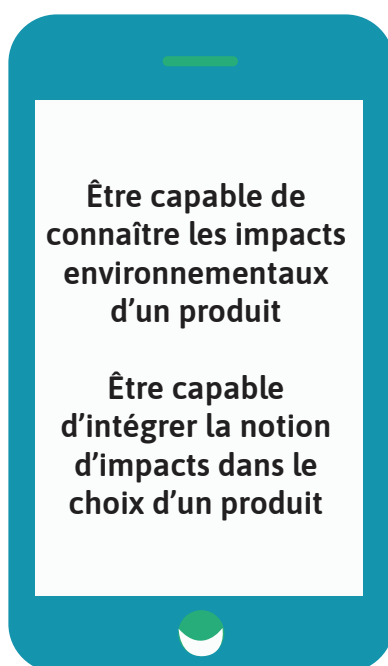 Être capable de
connaître les impacts
environnementaux
d’un produit
Être capable
d’intégrer la notion
d’impacts dans le
choix d’un produit